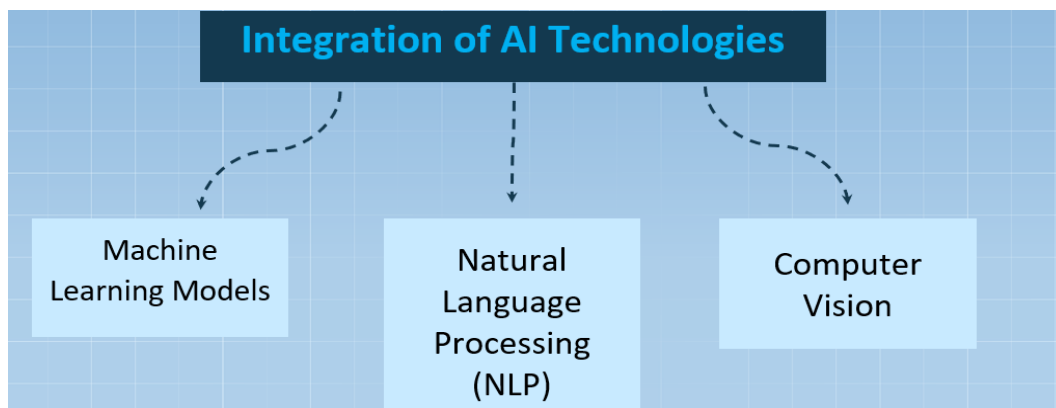 Integration of AI Technologies
Machine
Learning Models
Natural
Language
Processing
(NLP)
Computer
Vision